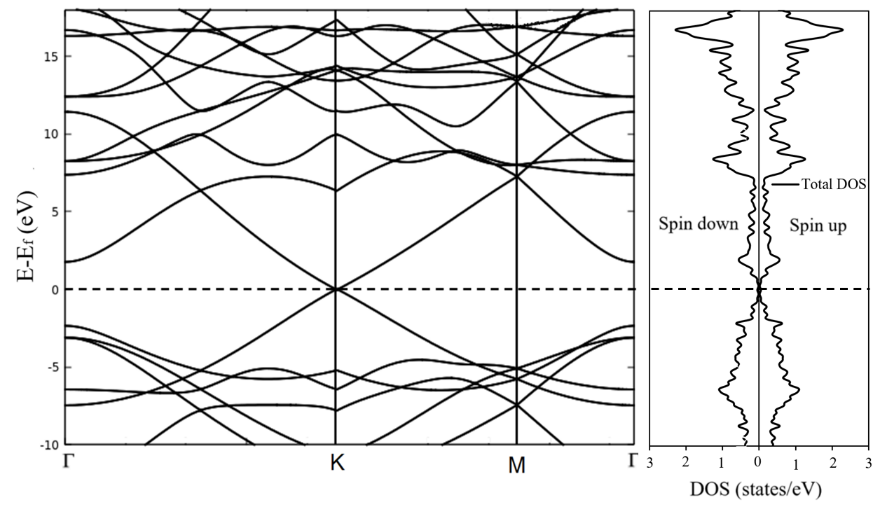 E-Ef (eV)
15
10
5
0
-5
-10
Γ
K
M
Γ
Total DOS
Spin down
Spin up
3 2 1 0 1 2 3
DOS (states/eV)